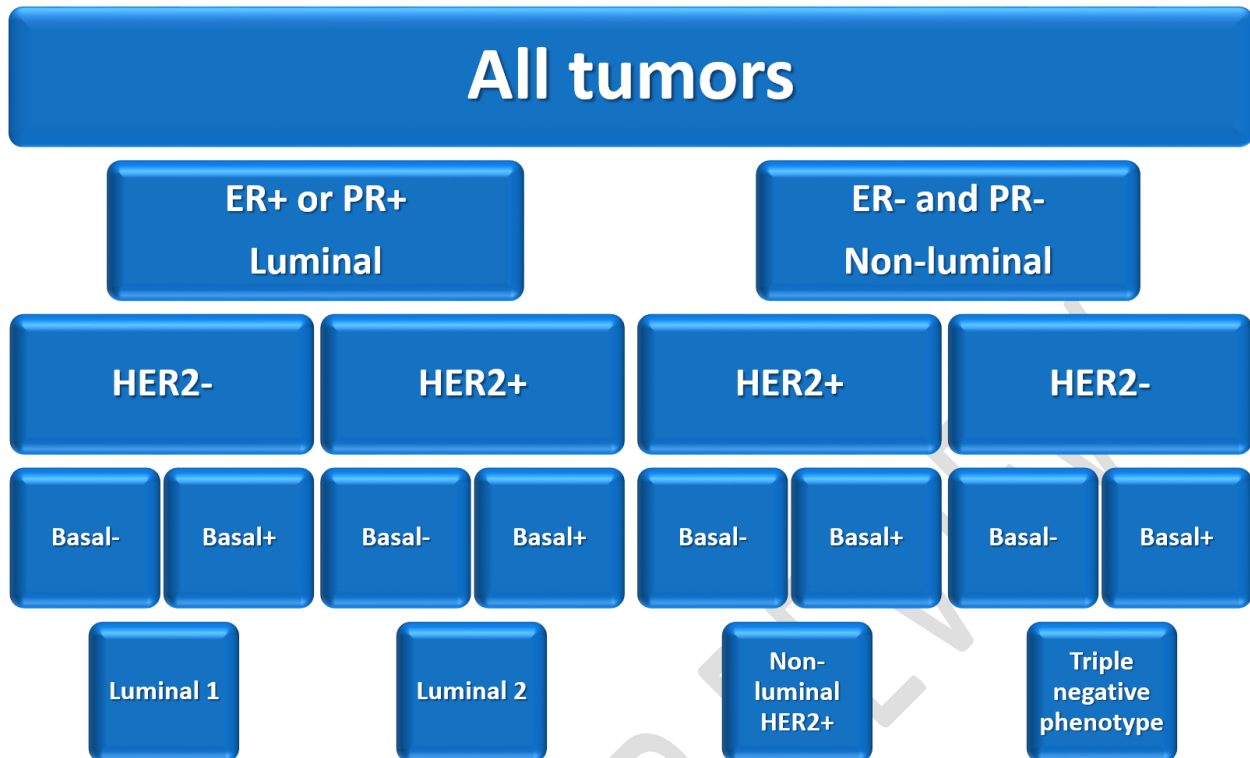 All tumors
ER+ or PR+
Luminal
ER- and PR-
Non-luminal
HER2-
HER2+
HER2+
HER2-
Basal-
Basal+
Basal-
Basal+
Basal-
Basal+
Basal-
Basal+
Luminal 1
Luminal 2
Non-
luminal
HER2+
Triple
negative
phenotype